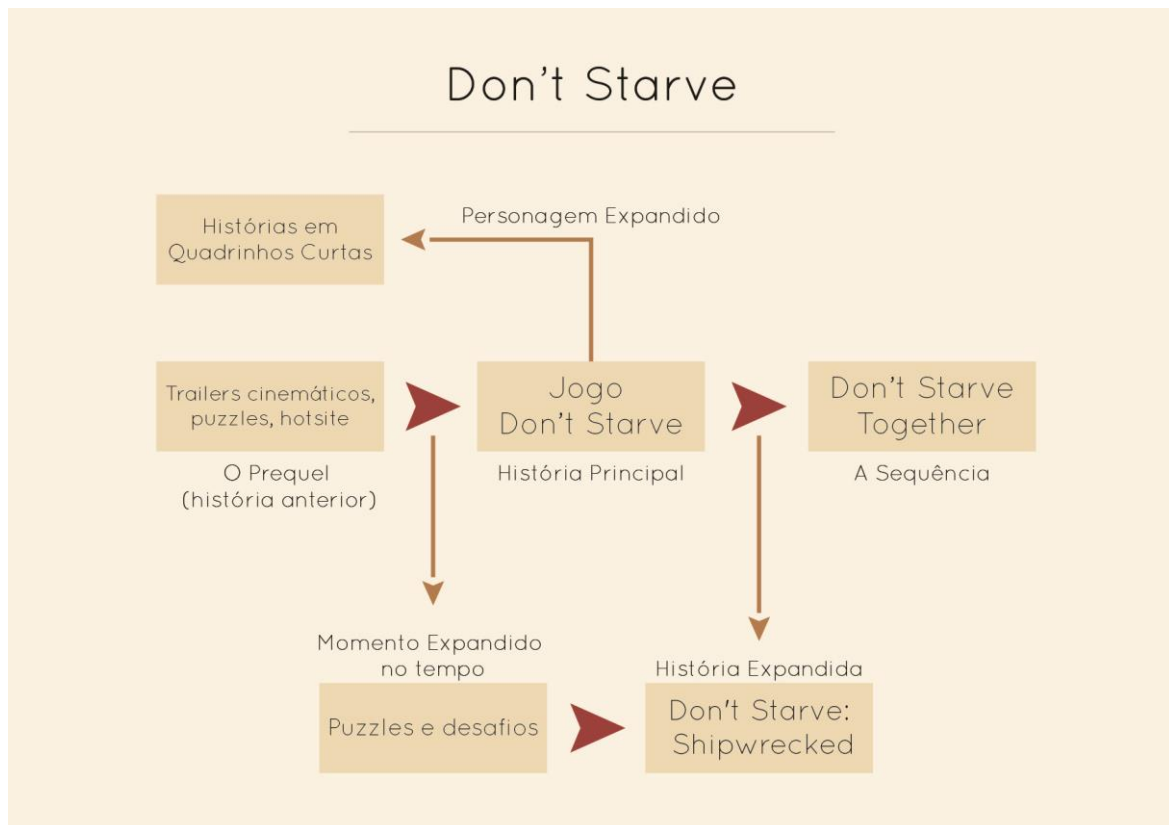 Don't Starve
Personagem Expandido
Histórias em
Quadrinhos Curtas
Trailers cinemáticos,
puzzles, hotsite
O Prequel
(história anterior)
Jogo
Don't Starve
História Principal
Don't Starve
Together
A Sequência
Momento Expandido
no tempo
Puzzles e desafios
História Expandida
Don't Starve:
Shipwrecked